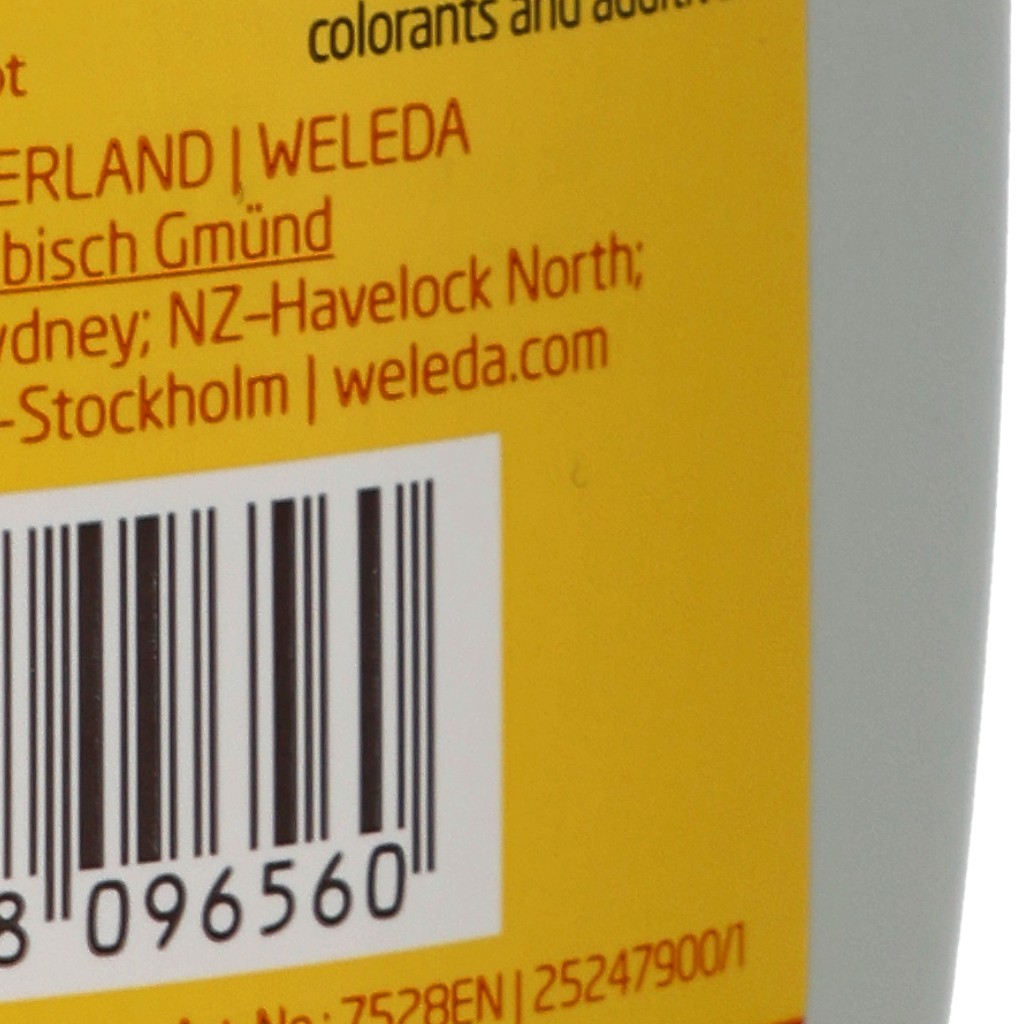 colorants and
ERLAND | WELEDA
bisch Gmünd
ydney; NZ–Havelock North;
-Stockholm | weleda.com
8 096560
7528EN | 25247900/1